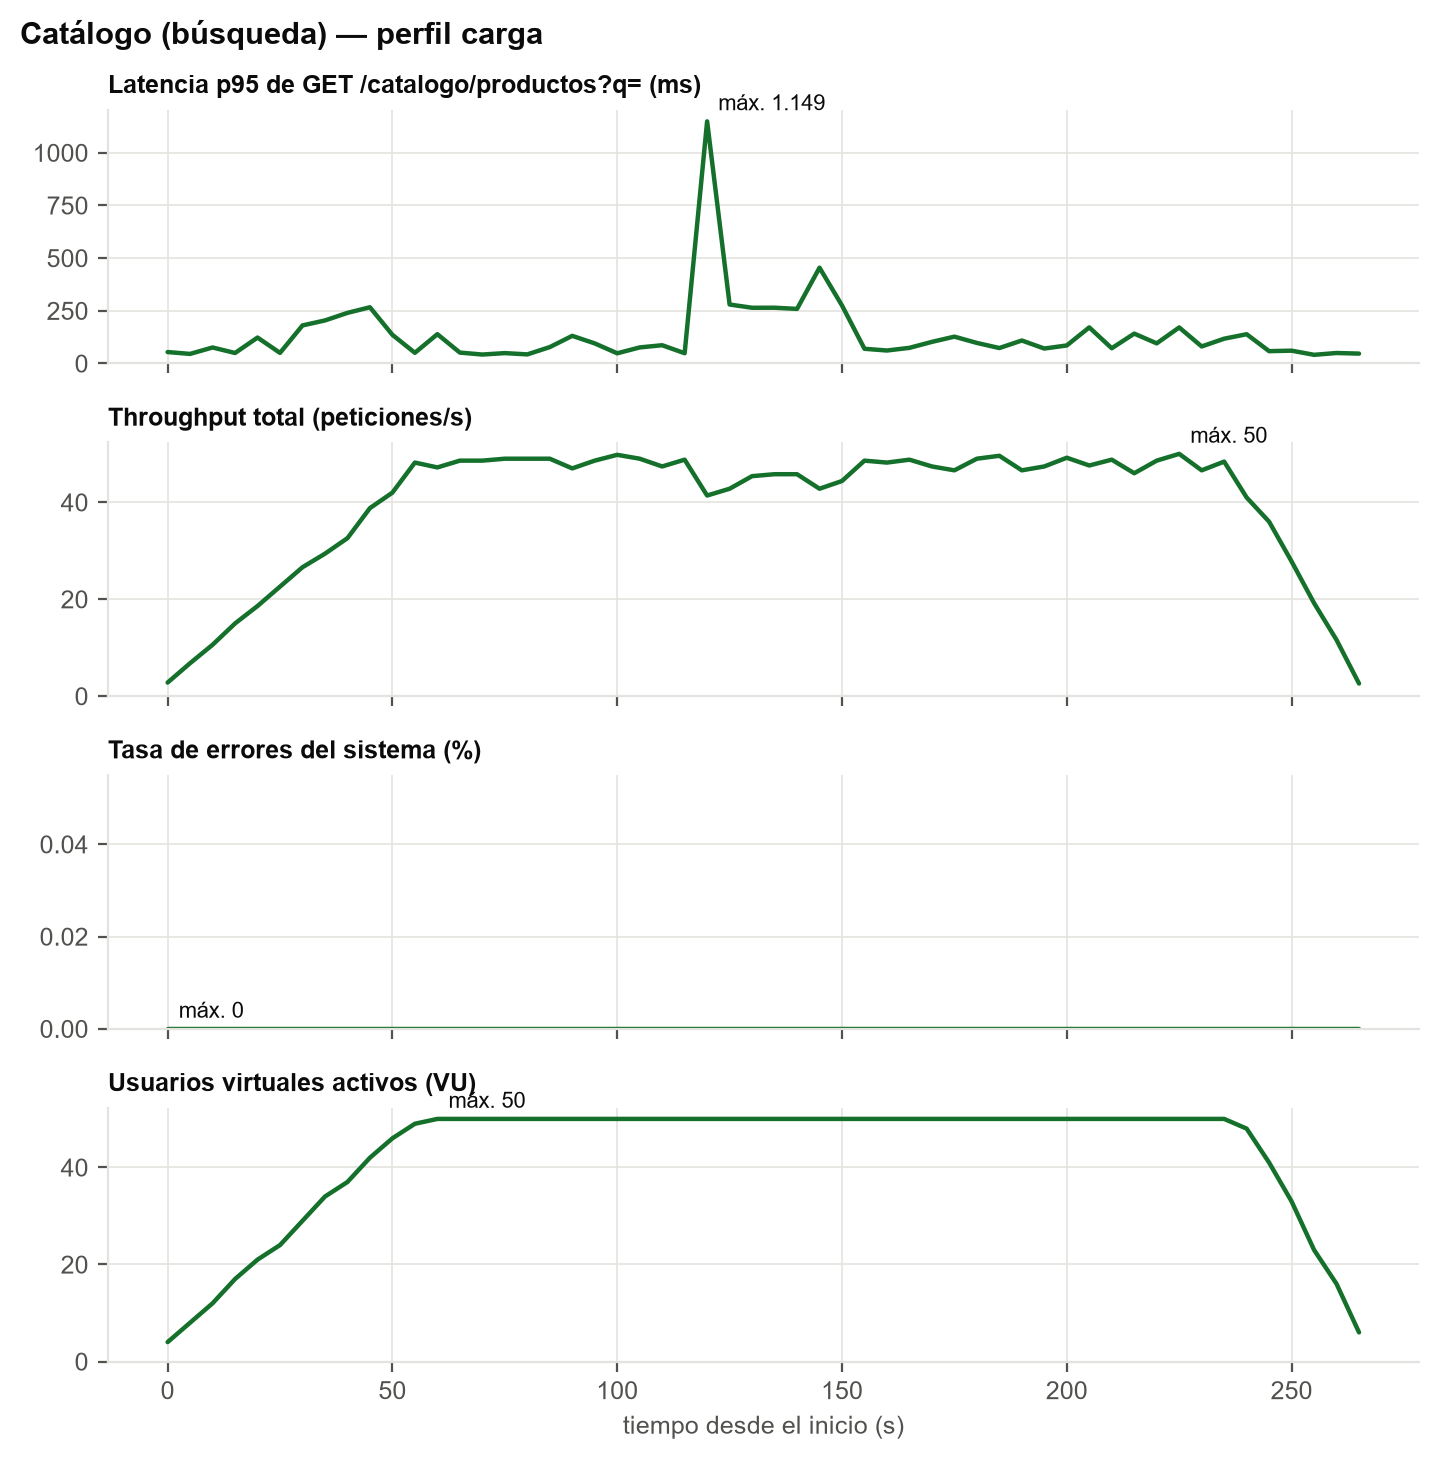 Catálogo (búsqueda) — perfil carga
Latencia p95 de GET /catalogo/productos?q= (ms)
máx. 1.149
1000
750
500
250
0
Throughput total (peticiones/s)
máx. 50
40
20
0
Tasa de errores del sistema (%)
0.04
0.02
máx. 0
0.00
Usuarios virtuales activos (VU)
máx. 50
40
20
0
0 50 100 150 200 250
tiempo desde el inicio (s)